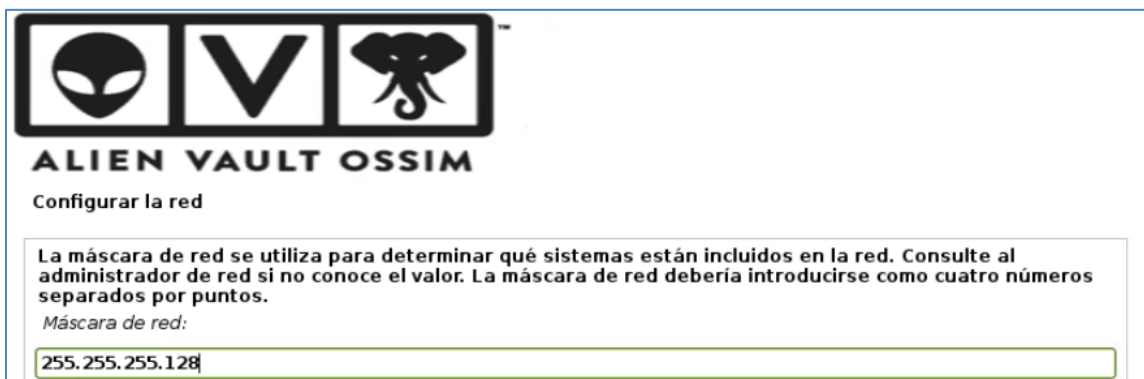 V ™
ALIEN VAULT OSSIM
Configurar la red
La máscara de red se utiliza para determinar qué sistemas están incluidos en la red. Consulte al
administrador de red si no conoce el valor. La máscara de red debería introducirse como cuatro números
separados por puntos.
Máscara de red:
255.255.255.128